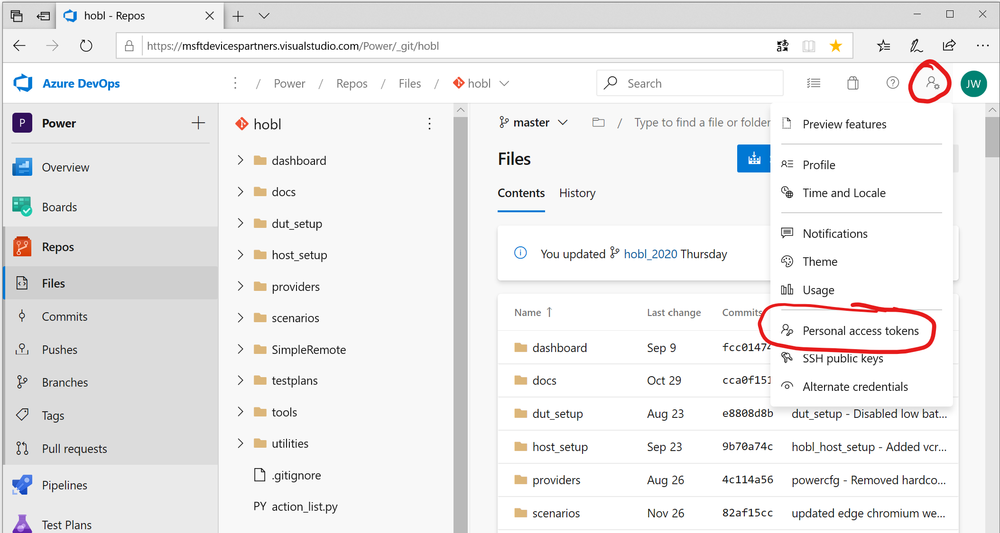 hobl - Repos
https://msftdevicespartners.visualstudio.com/Power/_git/hobl
Azure DevOps
/ Power / Repos / Files / hobl
Search
JW
P Power
Overview
Boards
Repos
Files
Commits
Pushes
Branches
Tags
Pull requests
Pipelines
Test Plans
hobl
dashboard
docs
dut_setup
host_setup
providers
scenarios
SimpleRemote
testplans
tools
utilities
.gitignore
PY action_list.py
master / Type to find a file or folder
Files
Contents History
You updated hobl_2020 Thursday
Name ↑ Last change Commits
dashboard Sep 9 fcc01474
docs Oct 29 cca0f151
dut_setup Aug 23 e8808d8b dut_setup - Disabled low bat...
host_setup Sep 23 9b70a74c hobl_host_setup - Added vcr...
providers Aug 26 4c114a56 powercfg - Removed hardco...
scenarios Nov 26 82af15cc updated edge chromium we...
Preview features
Profile
Time and Locale
Notifications
Theme
Usage
Personal access tokens
SSH public keys
Alternate credentials